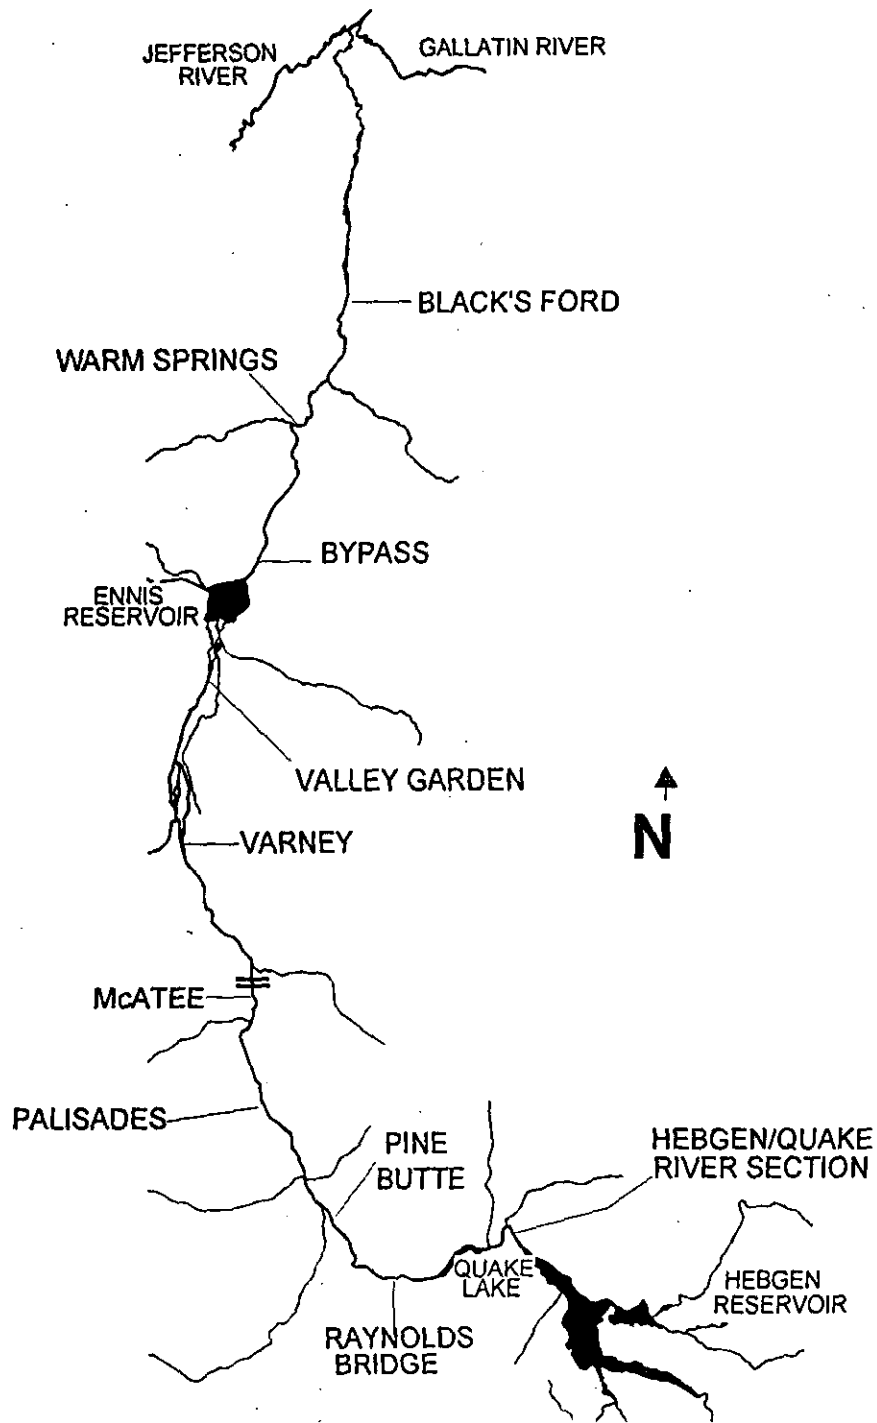 JEFFERSON
RIVER
GALLATIN RIVER
BLACK'S FORD
WARM SPRINGS
BYPASS
ENNIS
RESERVOIR
VALLEY GARDEN
N
VARNEY
McATEE
PALISADES
PINE
BUTTE
HEBGEN/QUAKE
RIVER SECTION
QUAKE
LAKE
HEBGEN
RESERVOIR
RAYNOLDS
BRIDGE